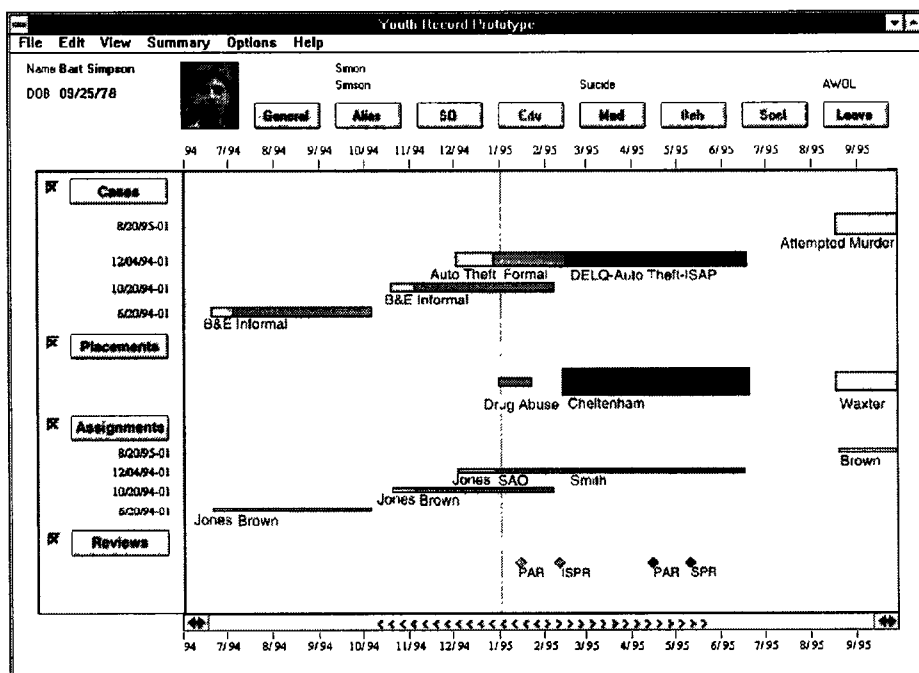 Youth Record Prototype
File Edit View Summary Options Help
Name Bart Simpson
DOB 09/25/78
Simon
Simson
Suicide
AWOL
General Alias SO Edu Med Beh Soci Leave
94 7/94 8/94 9/94 10/94 11/94 12/94 1/95 2/95 3/95 4/95 5/95 6/95 7/95 8/95 9/95
Cases
8/20/95-01
Attempted Murder
12/04/94-01
Auto Theft Formal DELQ-Auto Theft-ISAP
10/20/94-01
B&E Informal
6/20/94-01
B&E Informal
Placements
Drug Abuse Cheltenham Waxter
Assignments
8/20/95-01
Brown
12/04/94-01
Jones SAO Smith
10/20/94-01
Jones Brown
6/20/94-01
Jones Brown
Reviews
PAR ISPR PAR SPR
94 7/94 8/94 9/94 10/94 11/94 12/94 1/95 2/95 3/95 4/95 5/95 6/95 7/95 8/95 9/95